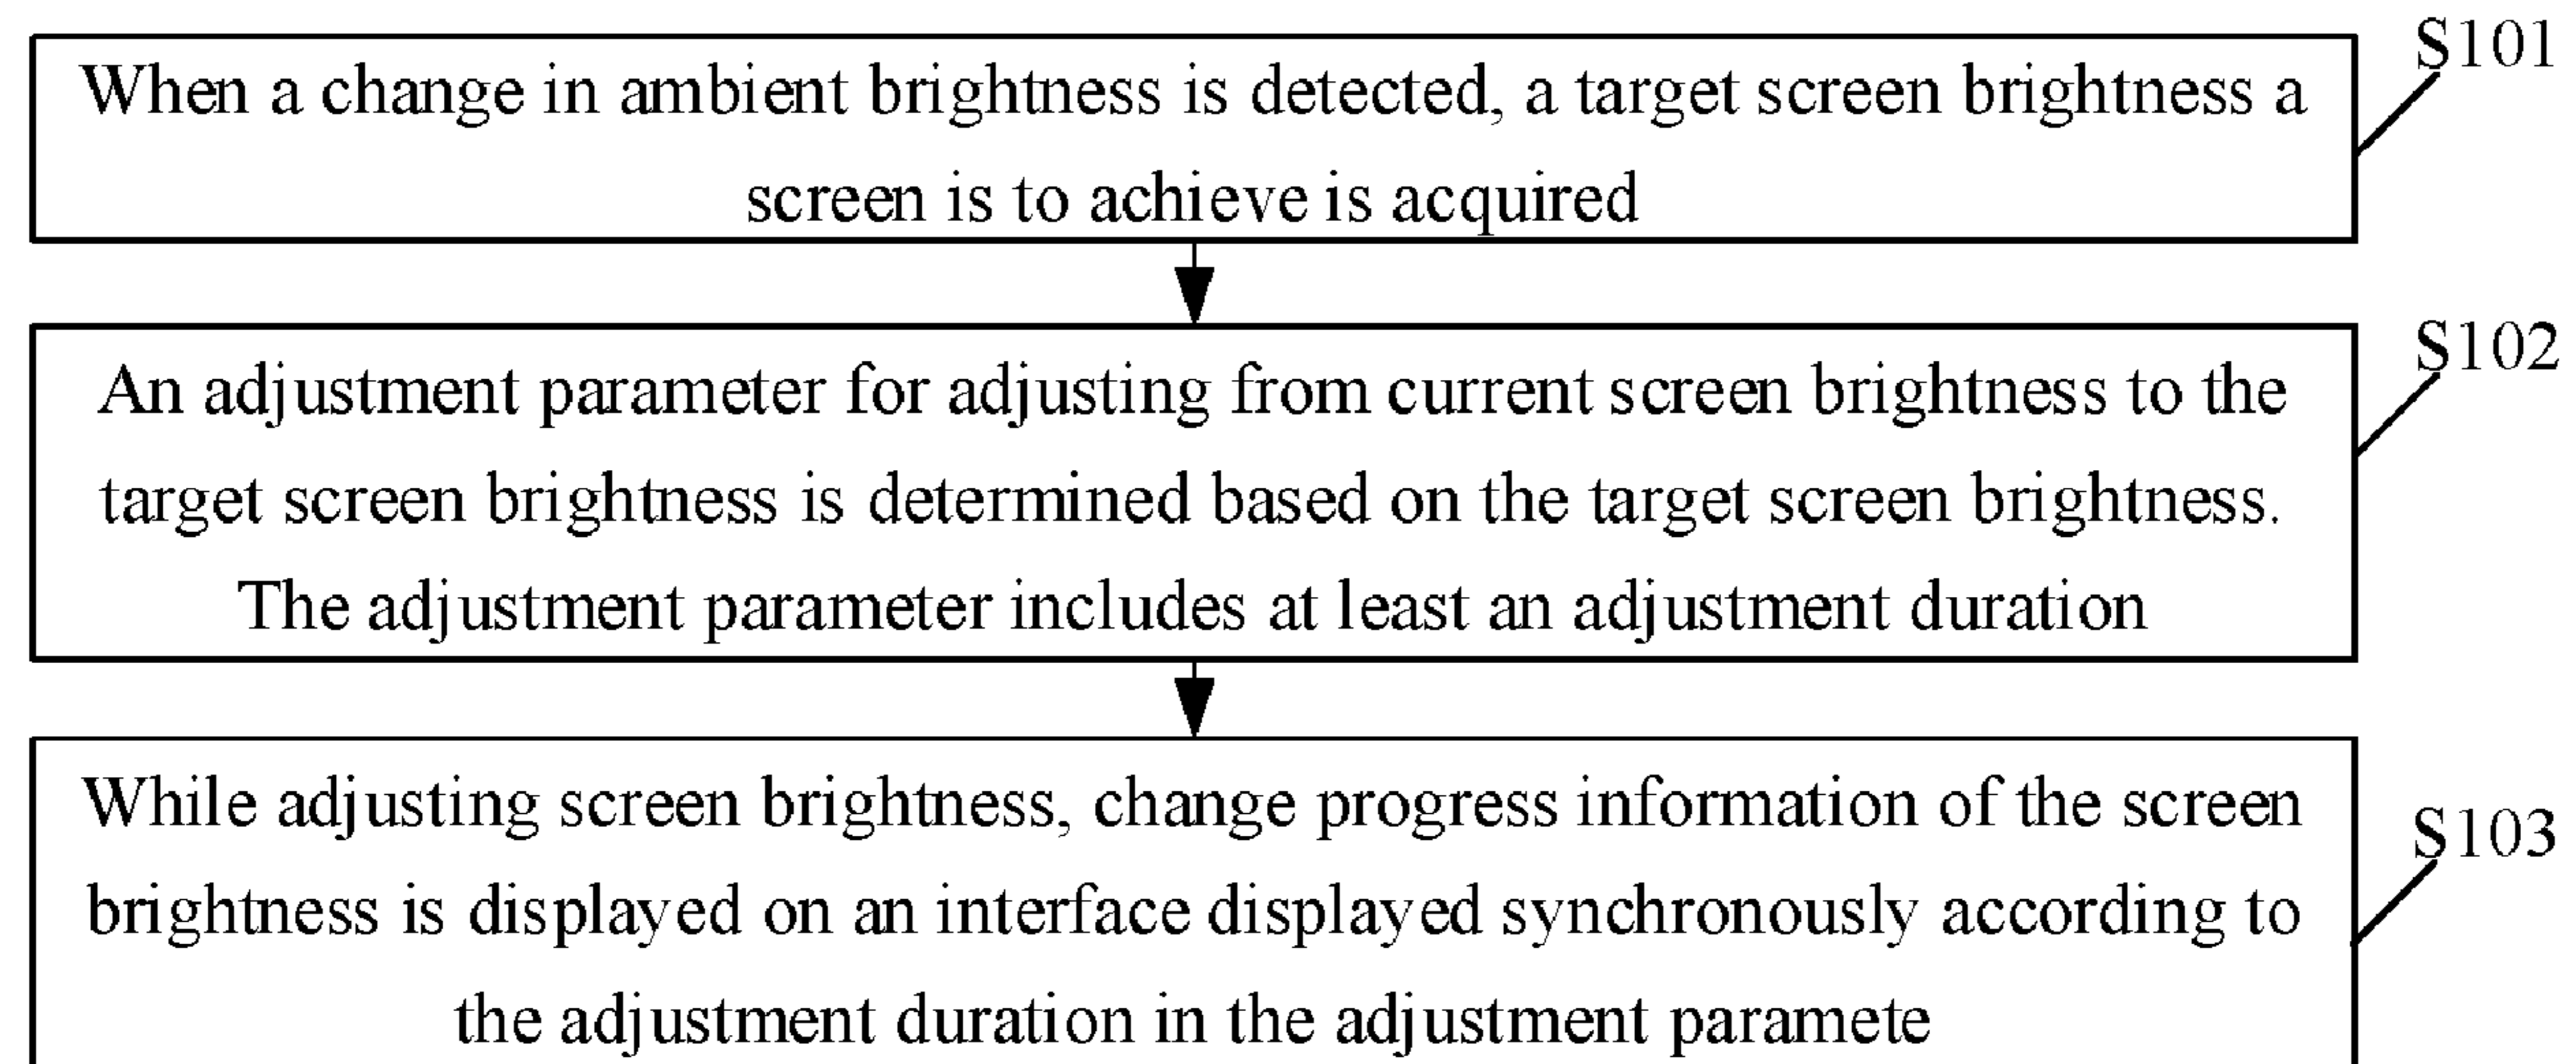 S101
When a change in ambient brightness is detected, a target screen brightness a
screen is to achieve is acquired
S102
An adjustment parameter for adjusting from current screen brightness to the
target screen brightness is determined based on the target screen brightness.
The adjustment parameter includes at least an adjustment duration
S103
While adjusting screen brightness, change progress information of the screen
brightness is displayed on an interface displayed synchronously according to
the adjustment duration in the adjustment paramete